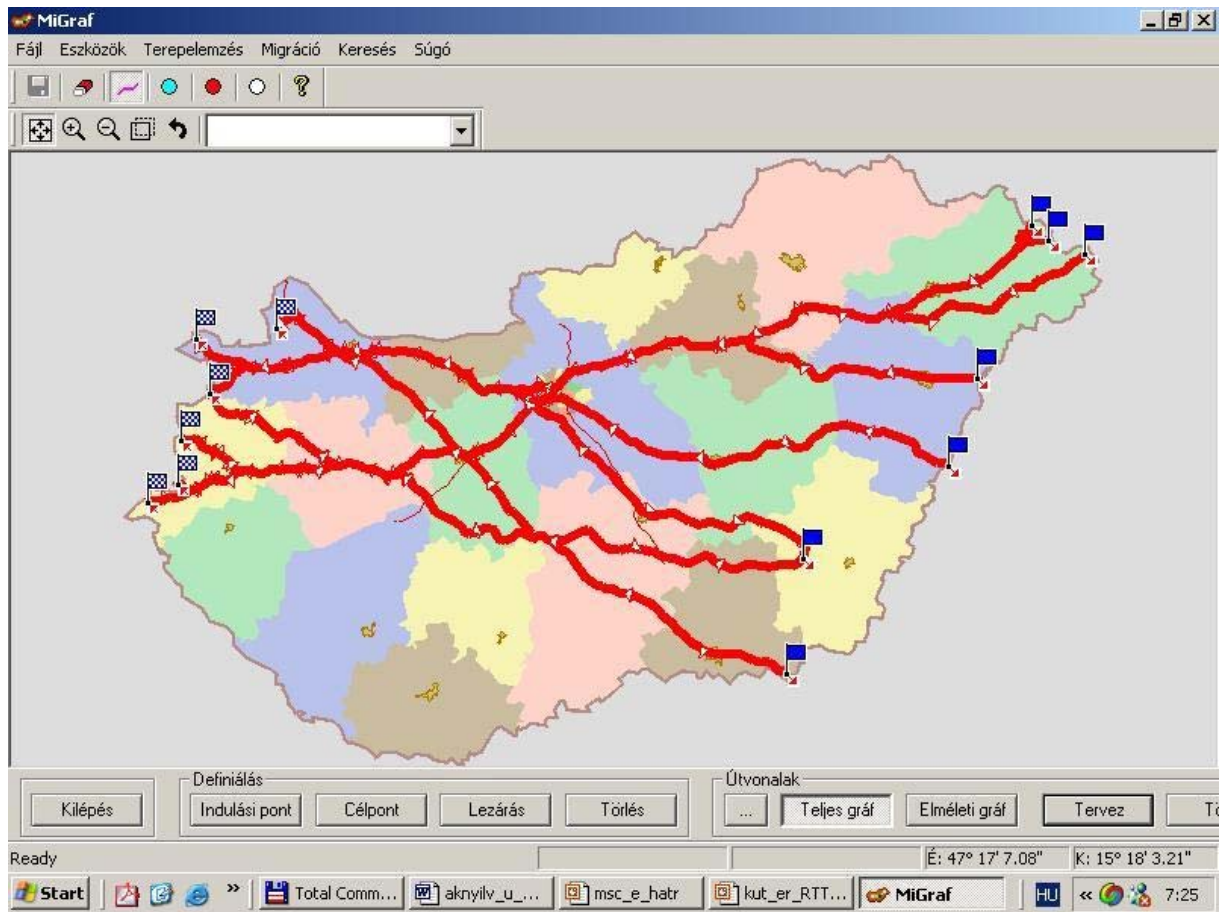 MiGraf
Fájl Eszközök Terepelemzés Migráció Keresés Súgó
Definiálás
Útvonalak
Kilépés Indulási pont Célpont Lezárás Törlés ... Teljes gráf Elméleti gráf Tervez Tö
Ready É: 47° 17' 7.08" K: 15° 18' 3.21"
Start » Total Comm... aknyilv_u_... msc_e_hatr kut_er_RTT... MiGraf HU « 7:25